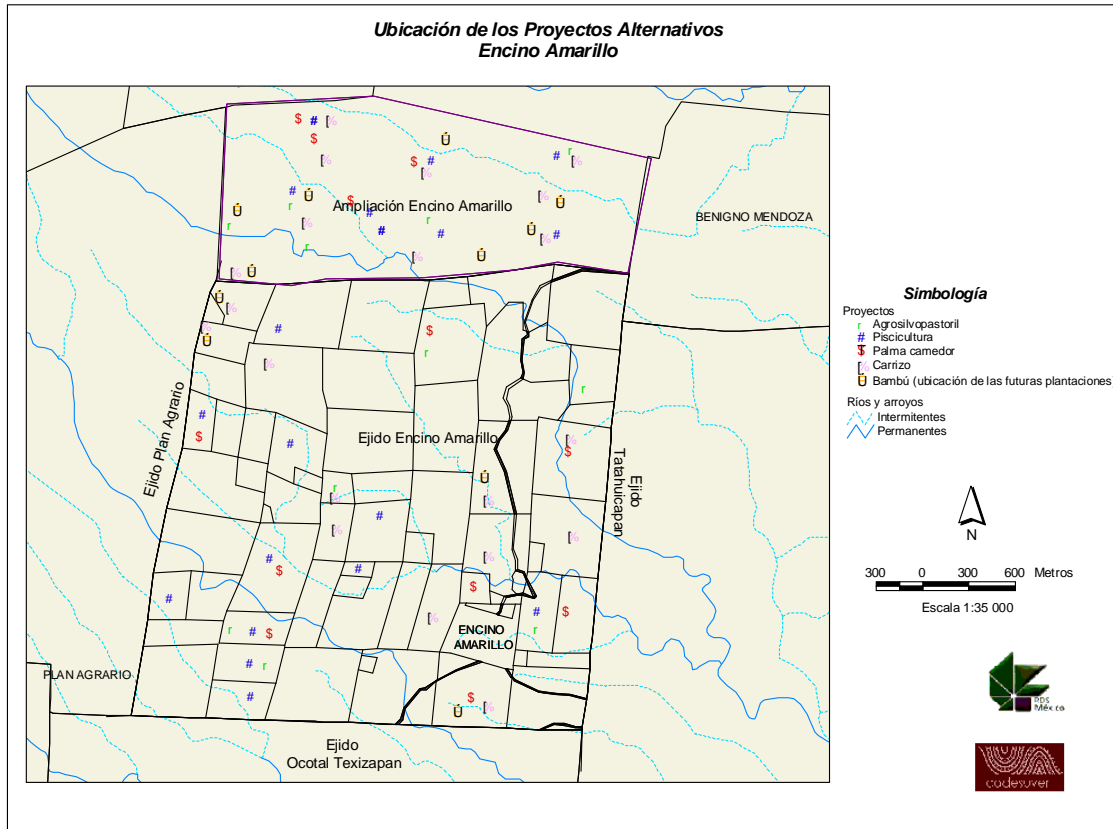 Ubicación de los Proyectos Alternativos
Encino Amarillo
Ampliación Encino Amarillo
BENIGNO MENDOZA
Ejido Plan Agrario
Ejido Encino Amarillo
Ejido
Tatahuicapan
ENCINO
AMARILLO
PLAN AGRARIO
Ejido
Ocotal Texizapan
Simbología
Proyectos
r Agrosilvopastoril
# Piscicultura
$ Palma camedor
[% Carrizo
Ú Bambú (ubicación de las futuras plantaciones)
Ríos y arroyos
Intermitentes
Permanentes
N
300 0 300 600 Metros
Escala 1:35 000
RDS
México
codesuver